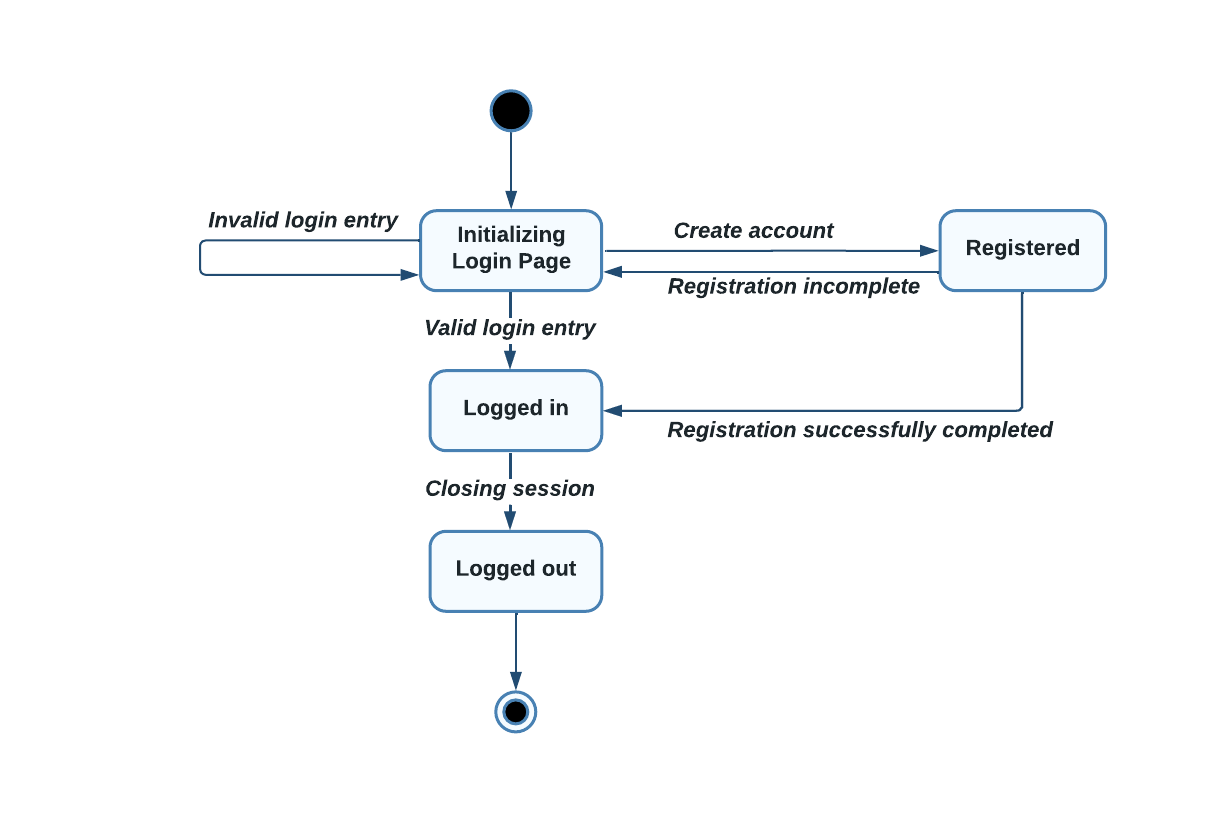 Invalid login entry
Initializing
Login Page
Create account
Registered
Registration incomplete
Valid login entry
Logged in
Registration successfully completed
Closing session
Logged out